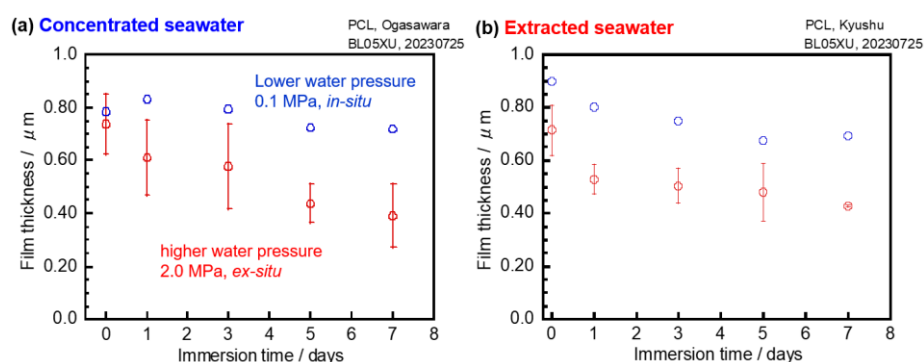 (a) Concentrated seawater
PCL, Ogasawara
BL05XU, 20230725
Film thickness / μm
1.0
0.80
0.60
0.40
0.20
0.0
Lower water pressure
0.1 MPa, in-situ
higher water pressure
2.0 MPa, ex-situ
0 1 2 3 4 5 6 7 8
Immersion time / days
(b) Extracted seawater
PCL, Kyushu
BL05XU, 20230725
Film thickness / μm
1.0
0.80
0.60
0.40
0.20
0.0
0 1 2 3 4 5 6 7 8
Immersion time / days